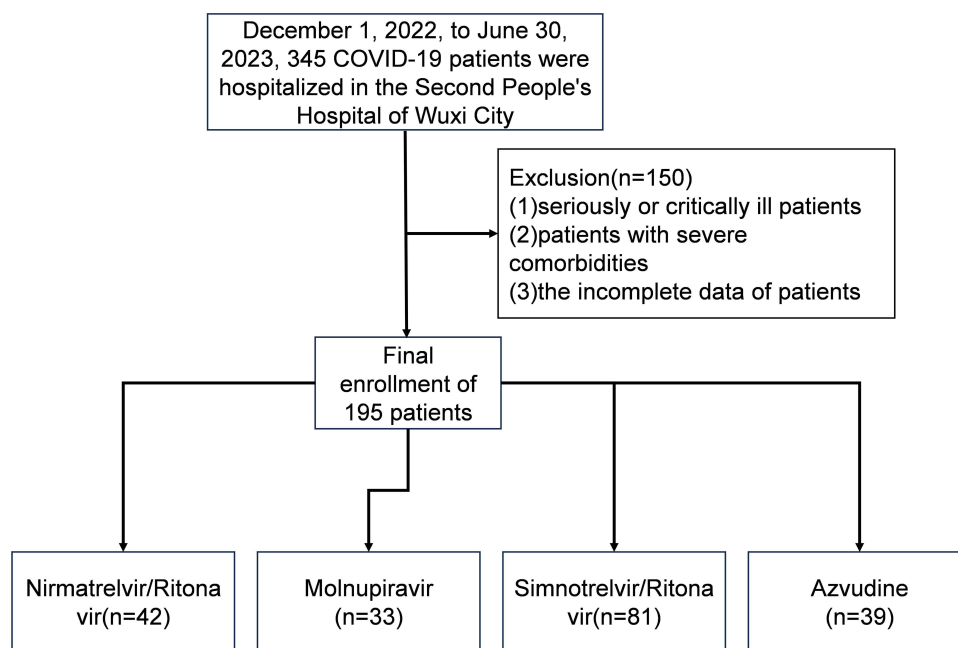 December 1, 2022, to June 30,
2023, 345 COVID-19 patients were
hospitalized in the Second People's
Hospital of Wuxi City
Exclusion(n=150)
(1)seriously or critically ill patients
(2)patients with severe
comorbidities
(3)the incomplete data of patients
Final
enrollment of
195 patients
Nirmatrelvir/Ritona
vir(n=42)
Molnupiravir
(n=33)
Simnotrelvir/Ritona
vir(n=81)
Azvudine
(n=39)